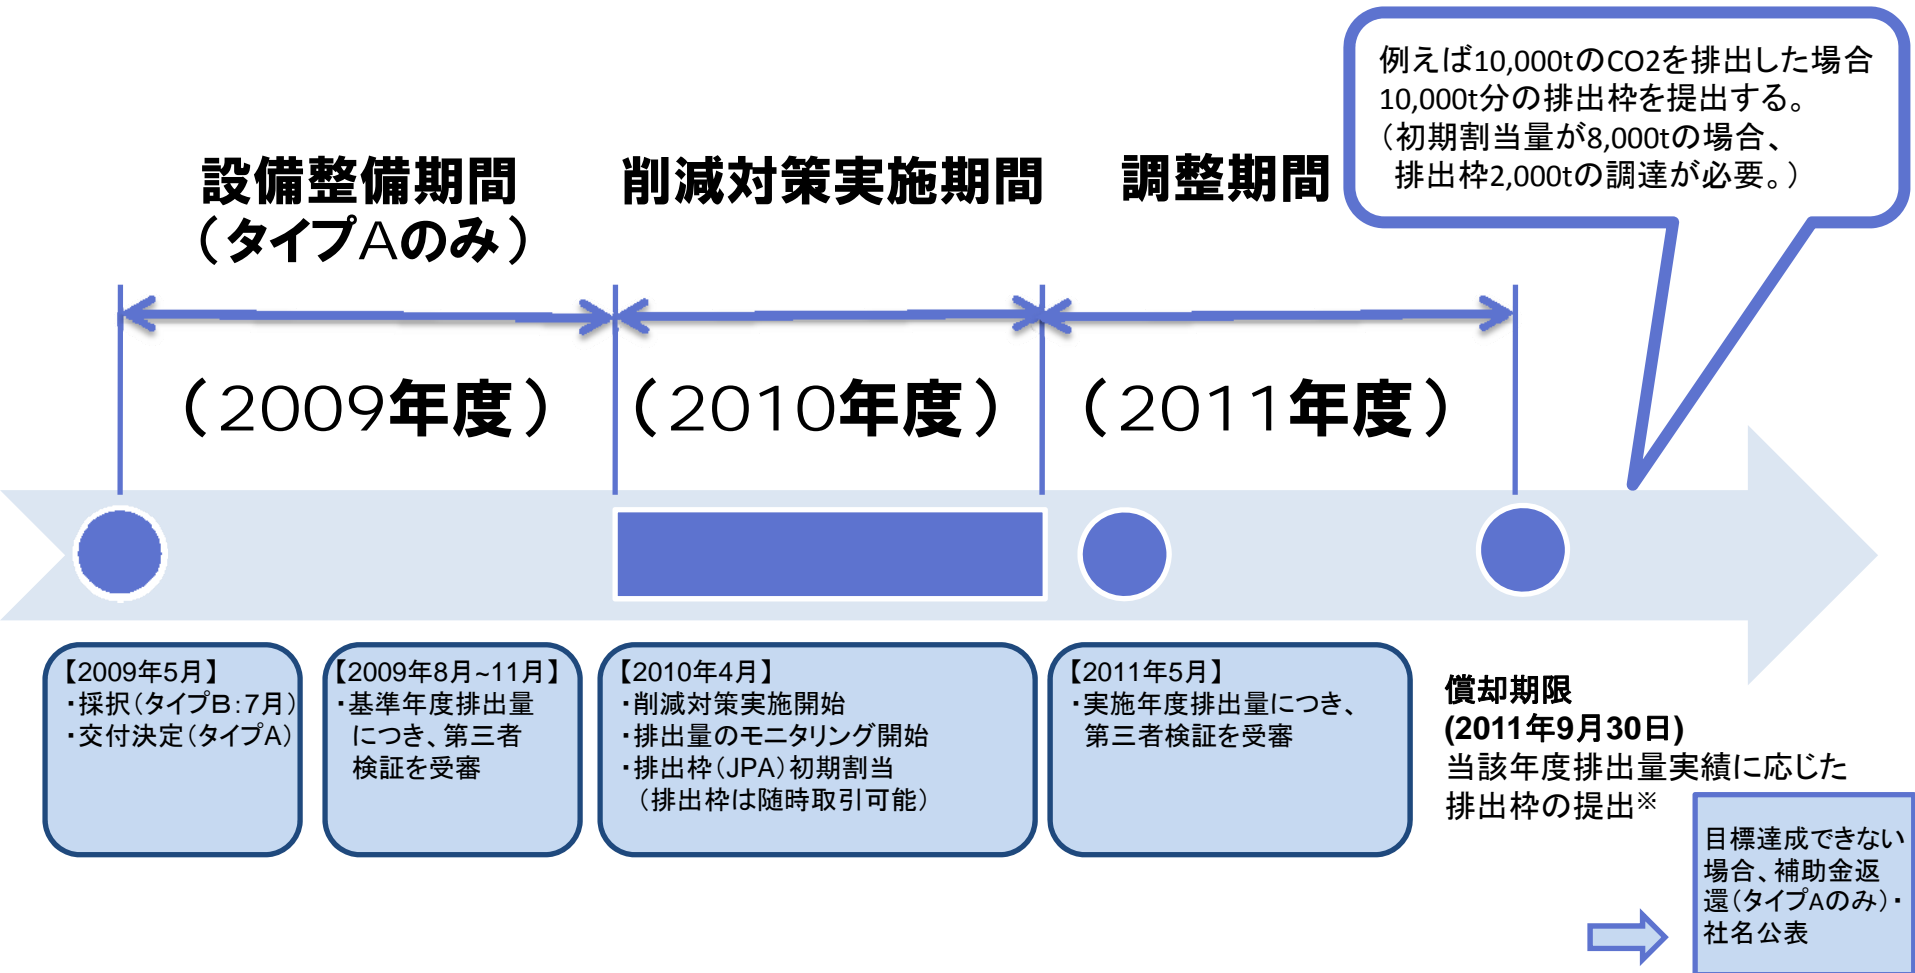 例えば10,000tのCO2を排出した場合
10,000t分の排出枠を提出する。
（初期割当量が8,000tの場合、
排出枠2,000tの調達が必要。）
設備整備期間
（タイプAのみ）
削減対策実施期間
調整期間
（2009年度）
（2010年度）
（2011年度）
【2009年5月】
・採択（タイプB：7月）
・交付決定（タイプA）
【2009年8月~11月】
・基準年度排出量
につき、第三者
検証を受審
【2010年4月】
・削減対策実施開始
・排出量のモニタリング開始
・排出枠（JPA）初期割当
（排出枠は随時取引可能）
【2011年5月】
・実施年度排出量につき、
第三者検証を受審
償却期限
(2011年9月30日)
当該年度排出量実績に応じた
排出枠の提出※
目標達成できない
場合、補助金返
還（タイプAのみ）・
社名公表